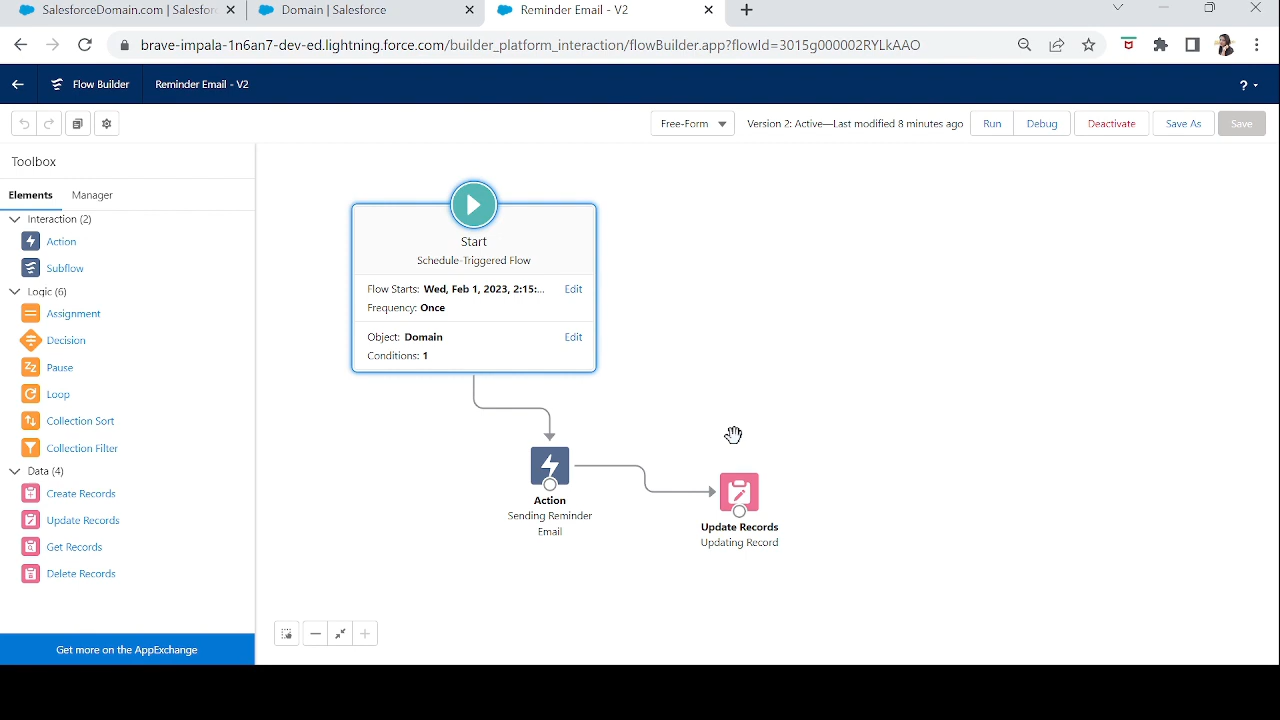 SalesforceDomain.com | Salesforc
Domain | Salesforce
Reminder Email - V2
brave-impala-1n6an7-dev-ed.lightning.force.com/builder_platform_interaction/flowBuilder.app?flowId=3015g000002RYLkAAO
Flow Builder
Reminder Email - V2
?
Free-Form
Version 2: Active—Last modified 8 minutes ago
Run
Debug
Deactivate
Save As
Save
Toolbox
Elements
Manager
Interaction (2)
Action
Subflow
Logic (6)
Assignment
Decision
Pause
Loop
Collection Sort
Collection Filter
Data (4)
Create Records
Update Records
Get Records
Delete Records
Get more on the AppExchange
Start
Schedule-Triggered Flow
Flow Starts: Wed, Feb 1, 2023, 2:15:... Edit
Frequency: Once
Object: Domain Edit
Conditions: 1
Action
Sending Reminder
Email
Update Records
Updating Record